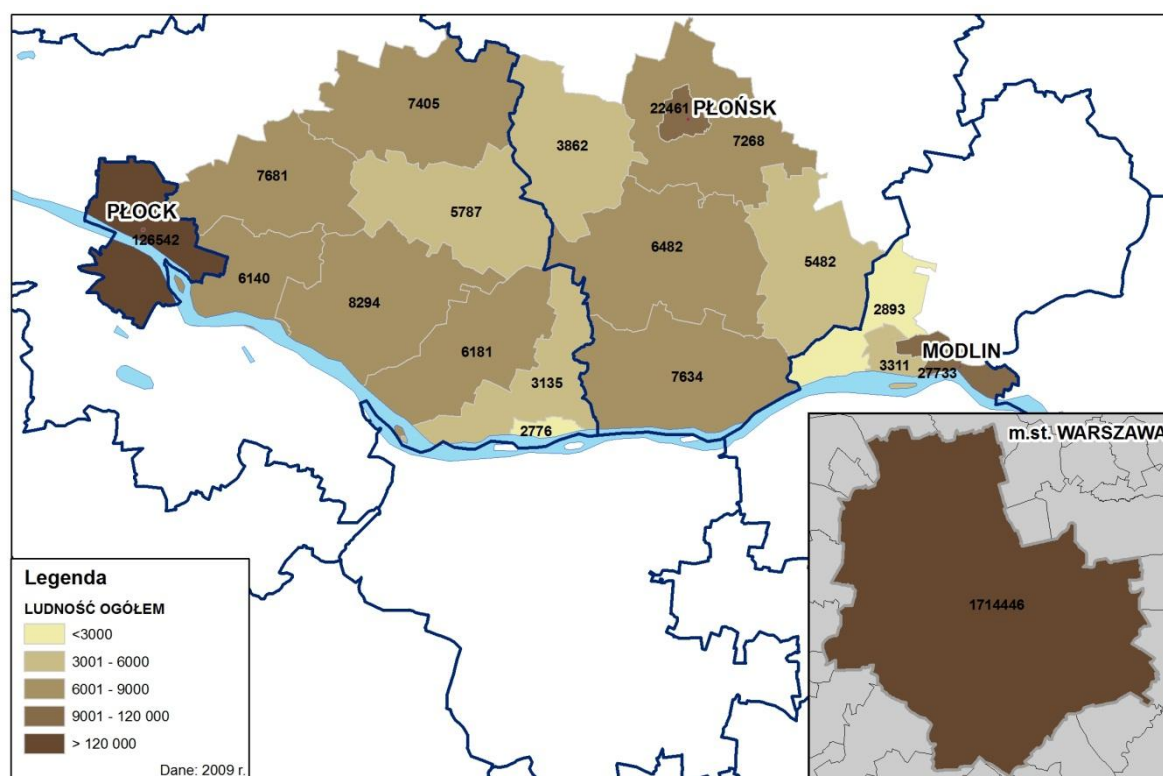 7405
22461
PŁOŃSK
7268
3862
7681
5787
PŁOCK
126542
6482
5482
6140
8294
2893
6181
MODLIN
3135
7634
3311
27733
2776
m.st. WARSZAWA
1714446
Legenda
LUDNOŚĆ OGÓŁEM
<3000
3001 - 6000
6001 - 9000
9001 - 120 000
> 120 000
Dane: 2009 r.